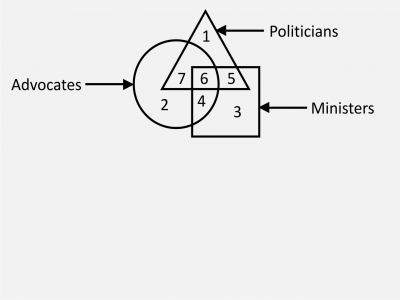 1
Politicians
Advocates
7 6 5
2
4
3
Ministers